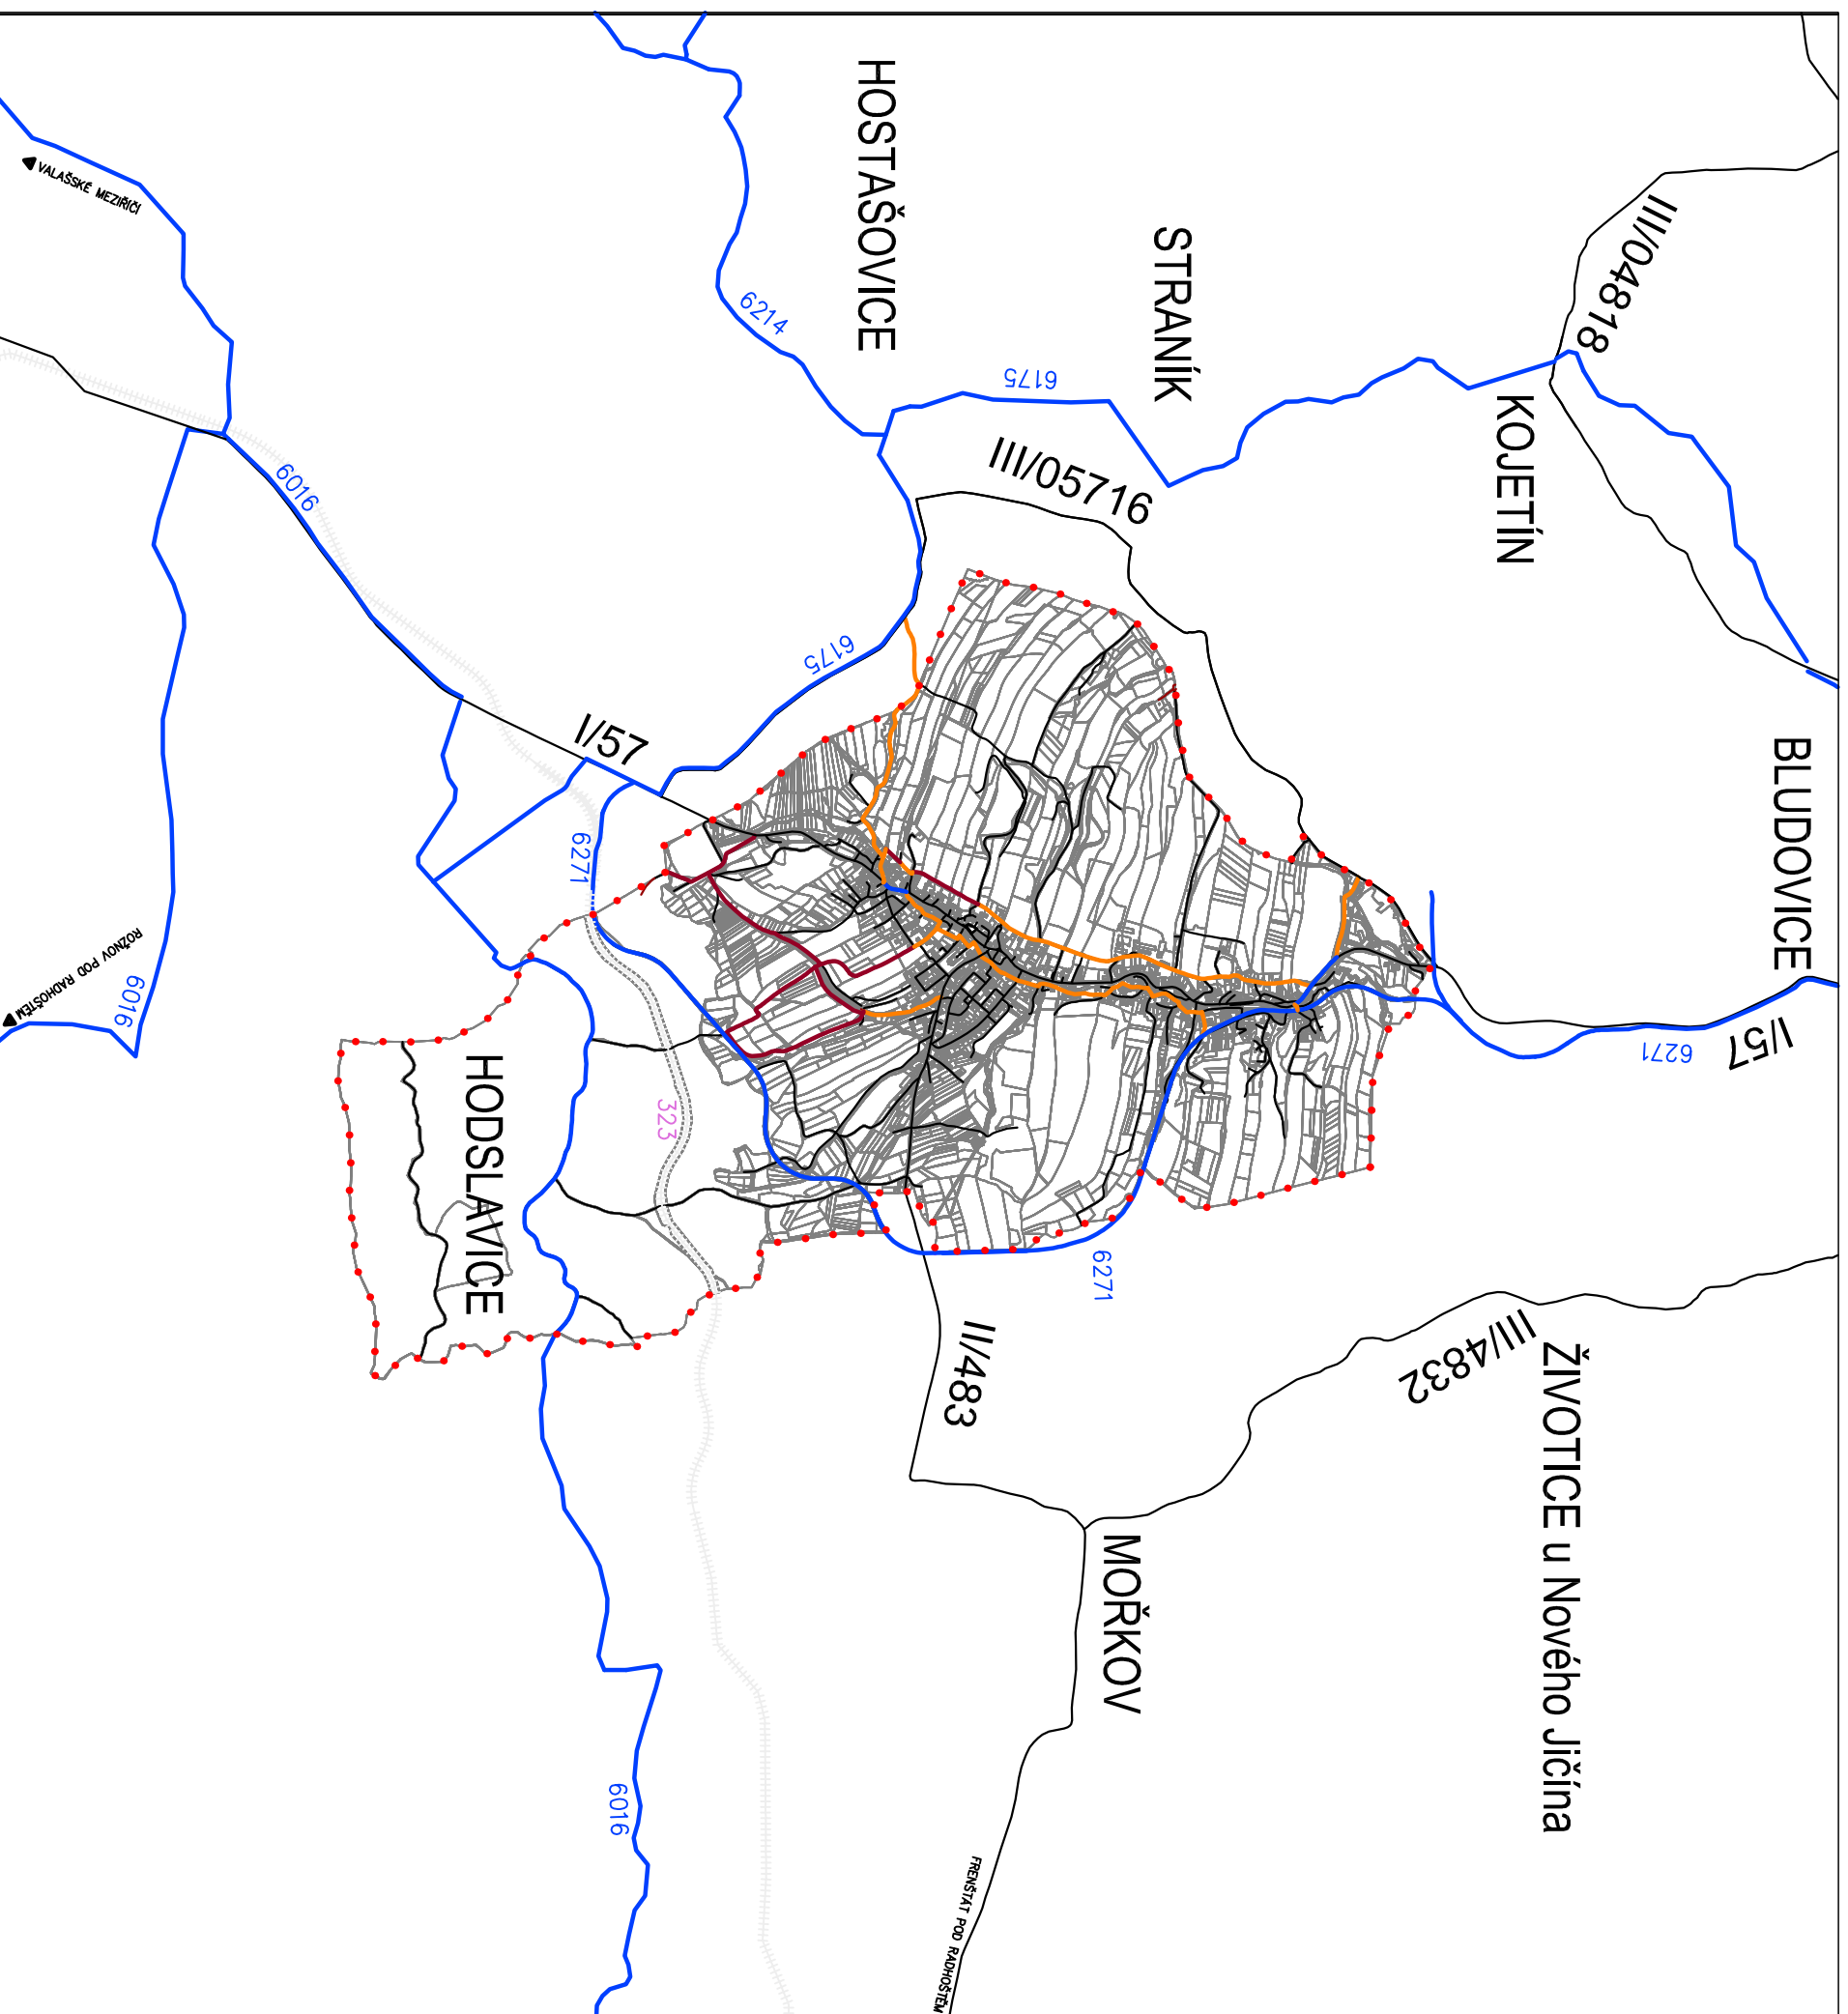 BLUDOVICE
I/57
6271
KOJETÍN
III/04818
ŽIVOTICE u Nového Jičína
III/4832
STRANÍK
6175
III/05716
MOŘKOV
6271
HOSTAŠOVICE
6214
6175
II/483
FRENŠTÁT POD RADHOŠTĚM
I/57
6271
323
HODSLAVICE
6016
6016
VALAŠSKÉ MEZIŘÍČÍ
ROŽNOV POD RADHOŠTĚM
6016